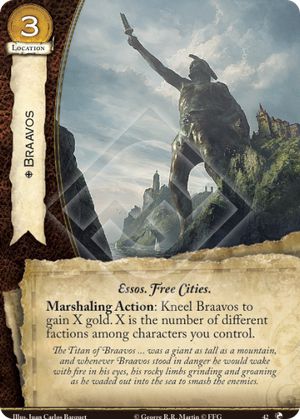 3
LOCATION
BRAAVOS
Essos. Free Cities.
Marshaling Action: Kneel Braavos to
gain X gold. X is the number of different
factions among characters you control.
The Titan of Braavos ... was a giant as tall as a mountain,
and whenever Braavos stood in danger he would wake
with fire in his eyes, his rocky limbs grinding and groaning
as he waded out into the sea to smash the enemies.
Illus. Juan Carlos Barquet
© George R.R. Martin © FFG
42